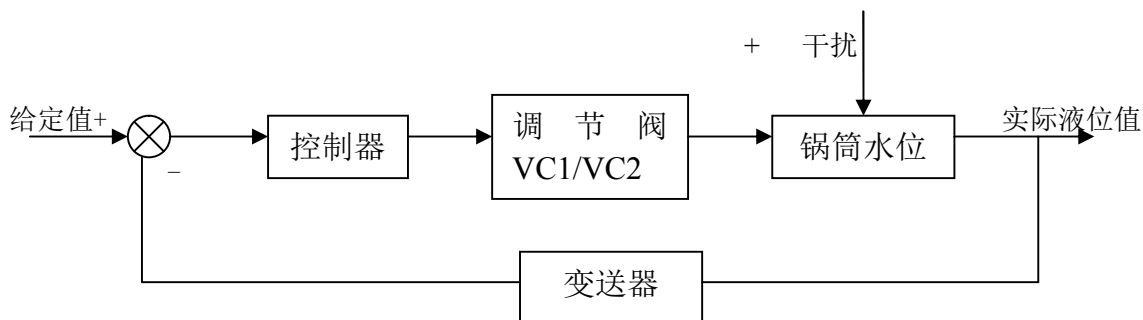 + 干扰
给定值+
控制器
调节阀
VC1/VC2
锅筒水位
实际液位值
−
变送器